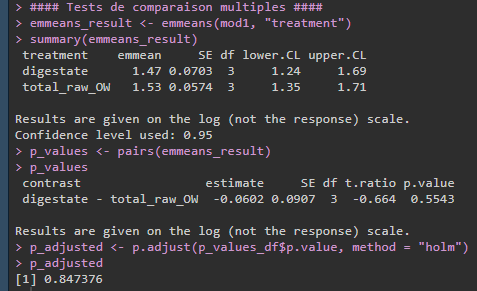 > #### Tests de comparaison multiples ####
> emmeans_result <- emmeans(mod1, "treatment")
> summary(emmeans_result)
treatment emmean SE df lower.CL upper.CL
digestate 1.47 0.0703 3 1.24 1.69
total_raw_OW 1.53 0.0574 3 1.35 1.71
Results are given on the log (not the response) scale.
Confidence level used: 0.95
> p_values <- pairs(emmeans_result)
> p_values
contrast estimate SE df t.ratio p.value
digestate - total_raw_OW -0.0602 0.0907 3 -0.664 0.5543
Results are given on the log (not the response) scale.
> p_adjusted <- p.adjust(p_values_df$p.value, method = "holm")
> p_adjusted
[1] 0.847376